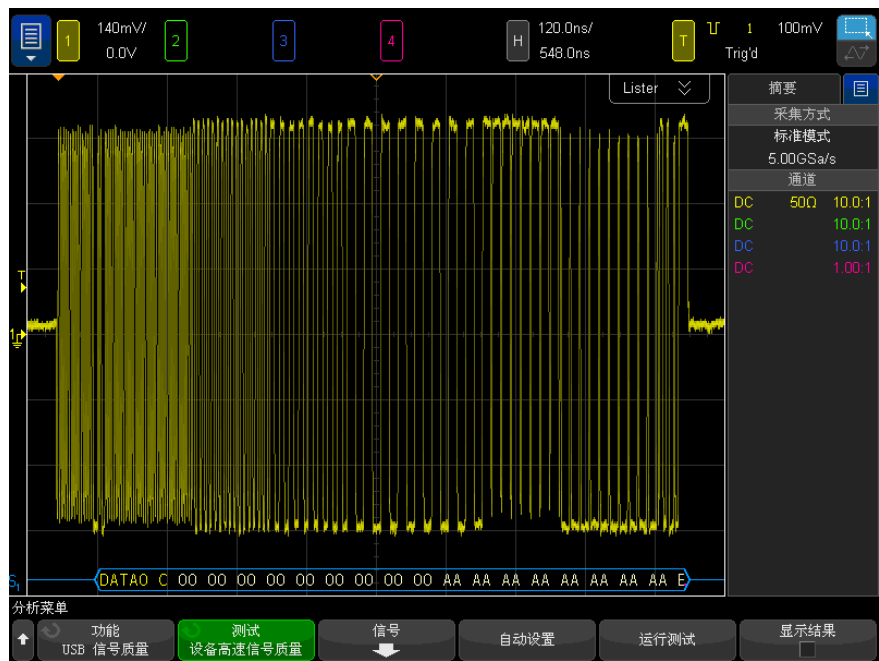 1 140mV/ 2 3 4 H 120.0ns/ T 1 100mV
0.0V 548.0ns Trig'd
Lister
摘要
采集方式
标准模式
5.00GSa/s
通道
DC 50Ω 10.0:1
DC 10.0:1
DC 10.0:1
DC 1.00:1
T
1
S1 DATA0 C 00 00 00 00 00 00 00 00 00 AA AA AA AA AA AA AA AA E
分析菜单
功能 测试 信号 自动设置 运行测试 显示结果
USB 信号质量 设备高速信号质量